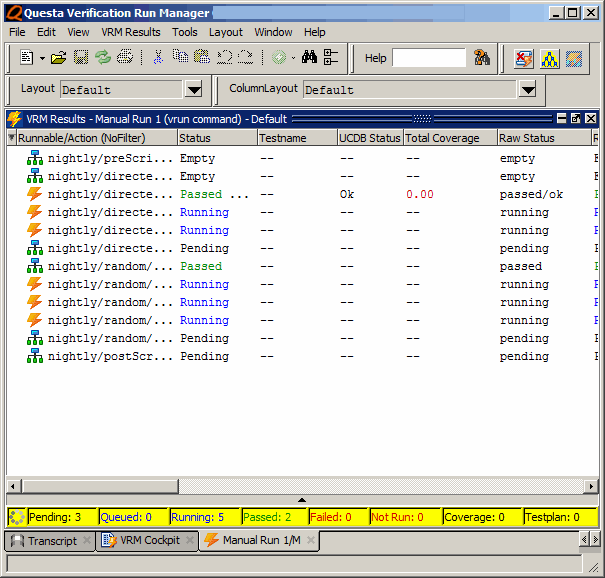 Questa Verification Run Manager
File Edit View VRM Results Tools Layout Window Help
Help
Layout Default ColumnLayout Default
VRM Results - Manual Run 1 (vrun command) - Default
Runnable/Action (NoFilter) Status Testname UCDB Status Total Coverage Raw Status R
nightly/preScri... Empty -- -- -- empty E
nightly/directe... Empty -- -- -- empty E
nightly/directe... Passed ... -- Ok 0.00 passed/ok P
nightly/directe... Running -- -- -- running R
nightly/directe... Running -- -- -- running R
nightly/directe... Pending -- -- -- pending P
nightly/random/... Passed -- -- -- passed P
nightly/random/... Running -- -- -- running R
nightly/random/... Running -- -- -- running R
nightly/random/... Running -- -- -- running R
nightly/random/... Pending -- -- -- pending P
nightly/postScr... Pending -- -- -- pending P
Pending: 3 Queued: 0 Running: 5 Passed: 2 Failed: 0 Not Run: 0 Coverage: 0 Testplan: 0
Transcript VRM Cockpit Manual Run 1/M